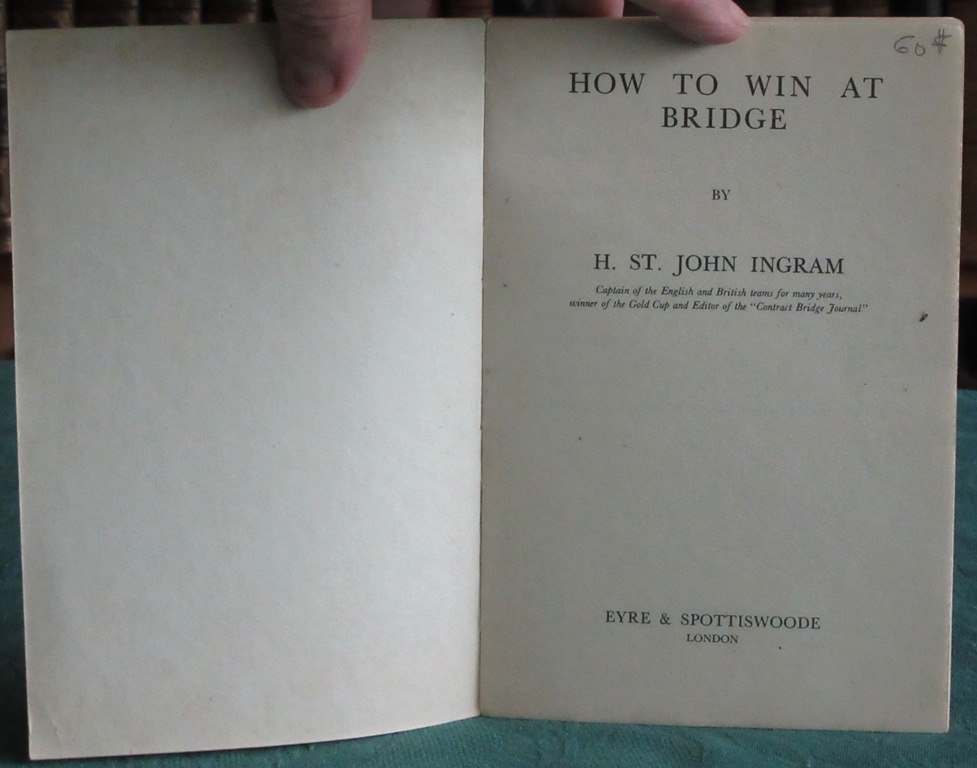 60#
HOW TO WIN AT
BRIDGE
BY
H. ST. JOHN INGRAM
Captain of the English and British teams for many years,
winner of the Gold Cup and Editor of the "Contract Bridge Journal"
EYRE & SPOTTISWOODE
LONDON